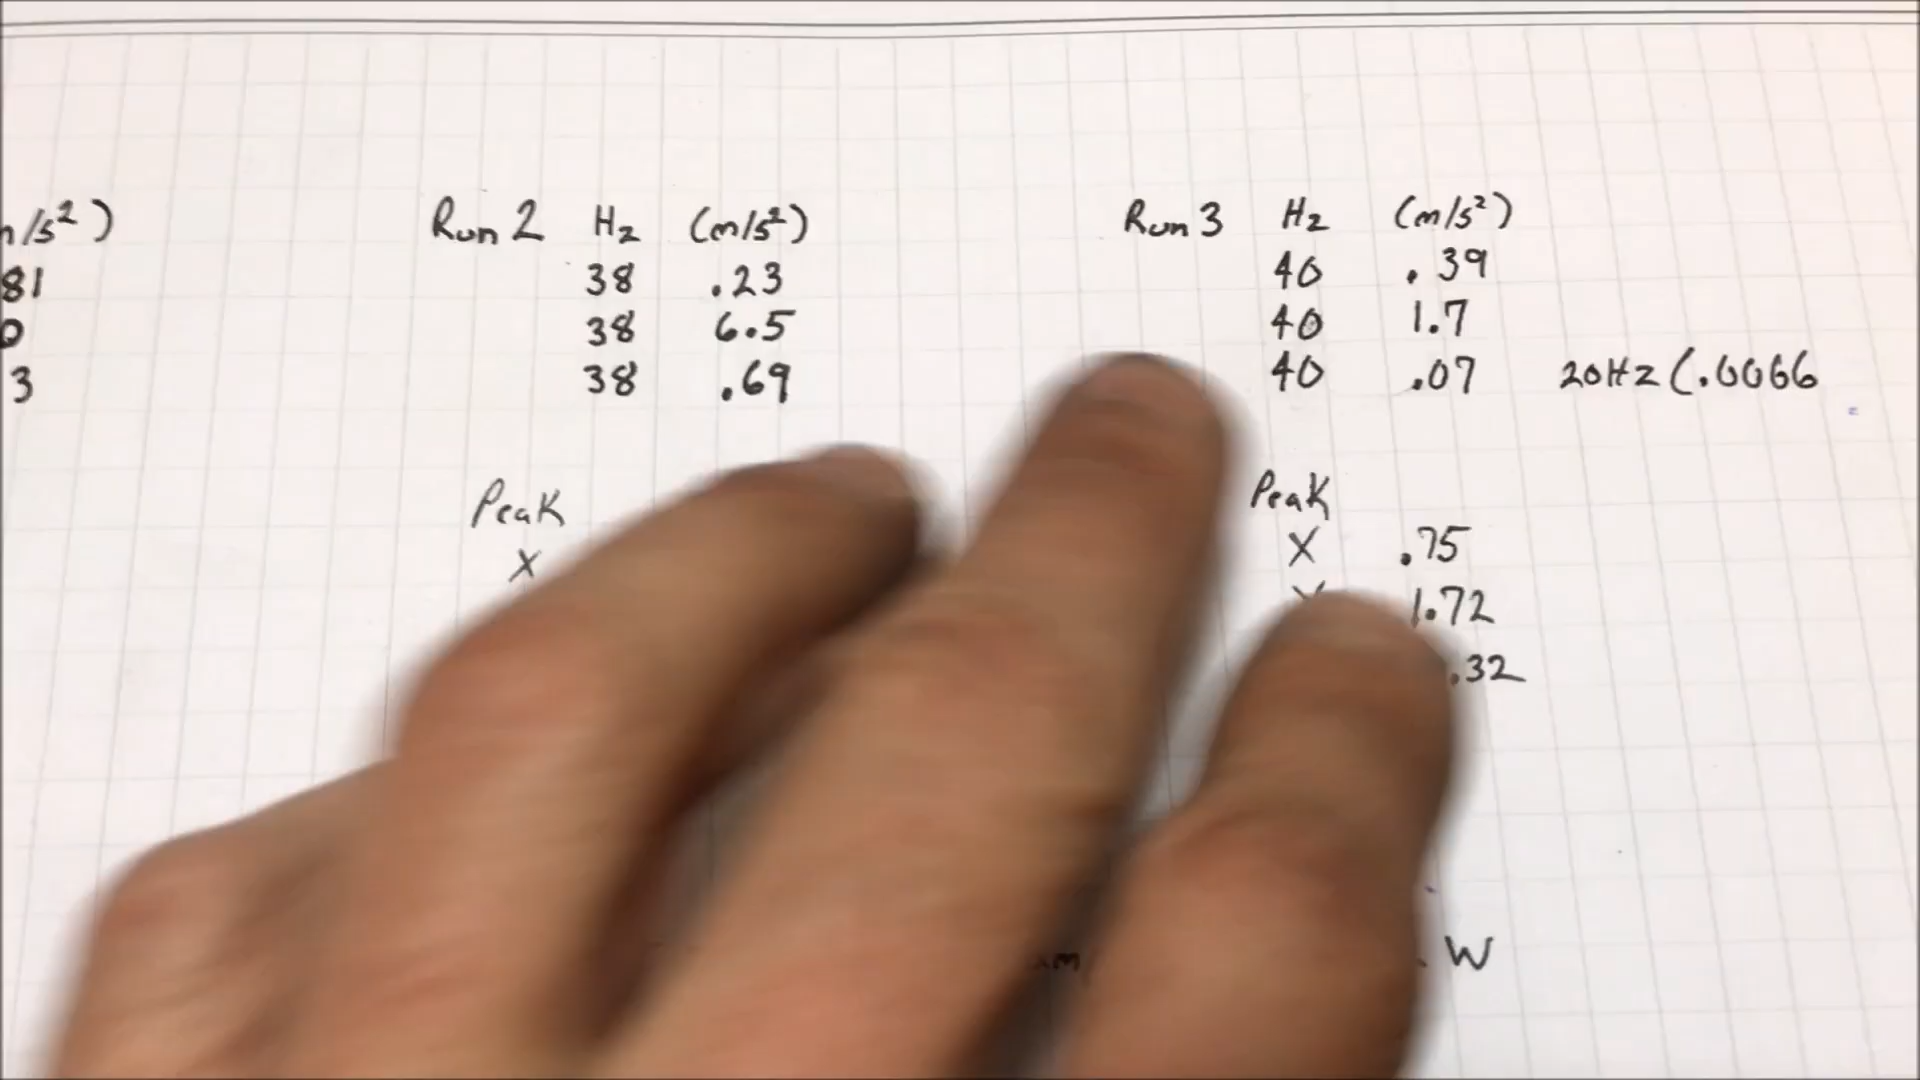 n/s²)
81
0
3
Run 2 Hz (m/s²)
38 .23
38 6.5
38 .69
Peak
X
Run 3 Hz (m/s²)
40 .39
40 1.7
40 .07 20Hz (.0066
Peak
X .75
1.72
.32
W